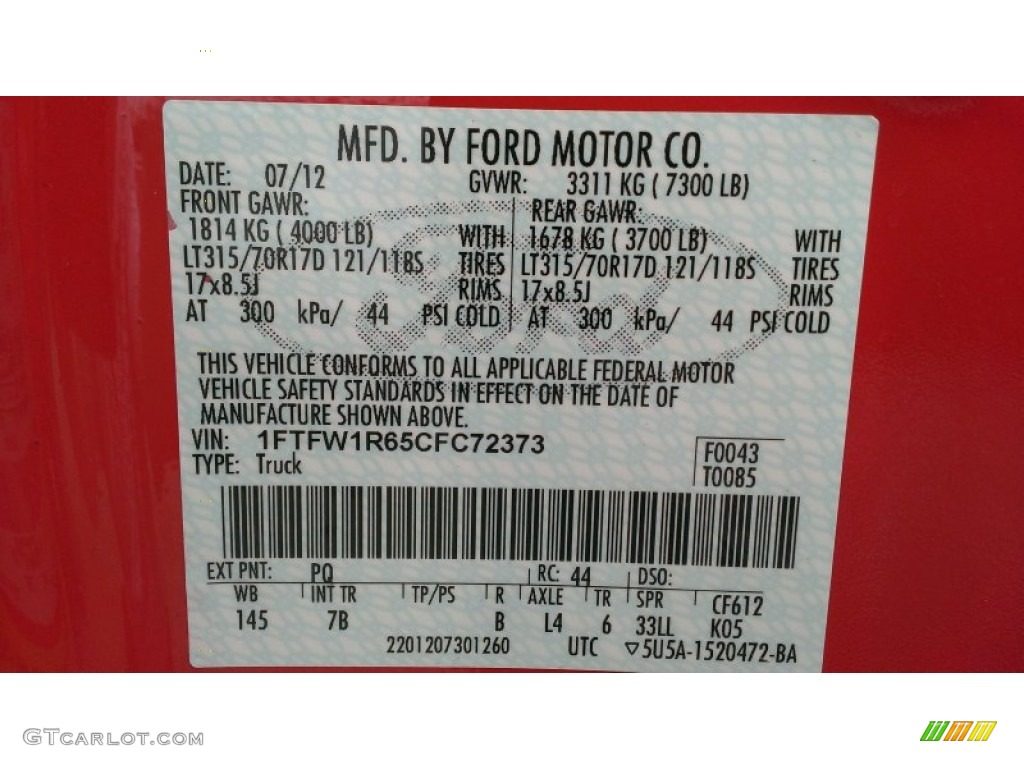 MFD. BY FORD MOTOR CO.
DATE: 07/12 GVWR: 3311 KG ( 7300 LB)
FRONT GAWR: REAR GAWR:
1814 KG ( 4000 LB) WITH 1678 KG ( 3700 LB) WITH
LT315/70R17D 121/118S TIRES LT315/70R17D 121/118S TIRES
17x8.5J RIMS 17x8.5J RIMS
AT 300 kPa/ 44 PSI COLD AT 300 kPa/ 44 PSI COLD
Ford
THIS VEHICLE CONFORMS TO ALL APPLICABLE FEDERAL MOTOR
VEHICLE SAFETY STANDARDS IN EFFECT ON THE DATE OF
MANUFACTURE SHOWN ABOVE.
VIN: 1FTFW1R65CFC72373 F0043
TYPE: Truck T0085
EXT PNT: PQ RC: 44 DSO:
WB INT TR TP/PS R AXLE TR SPR CF612
145 7B B L4 6 33LL K05
2201207301260 UTC ▽5U5A-1520472-BA
GTCARLOT.COM